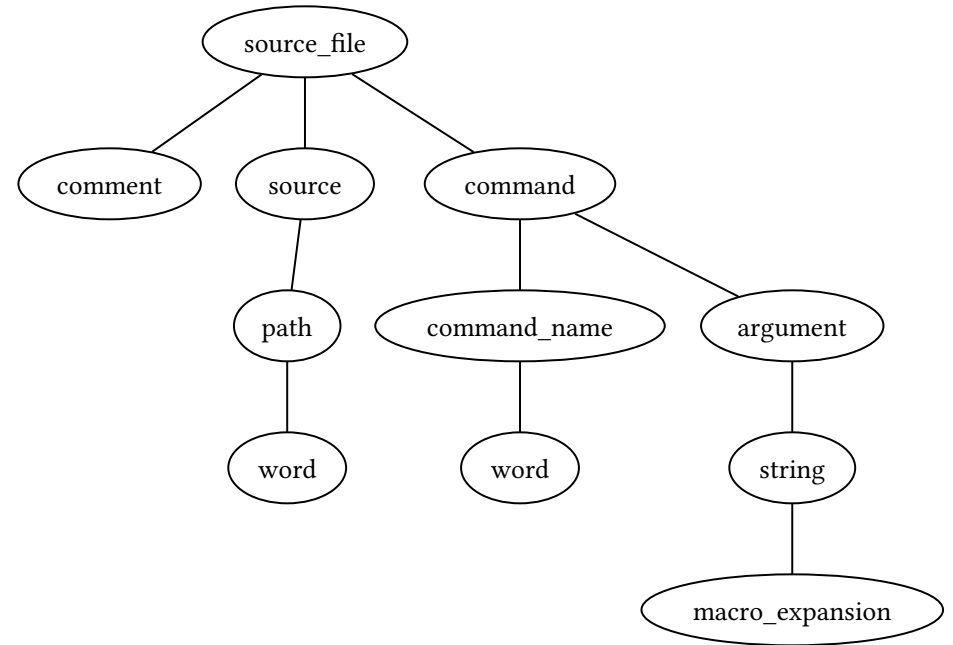 source_file
comment source command
path command_name argument
word word string
macro_expansion